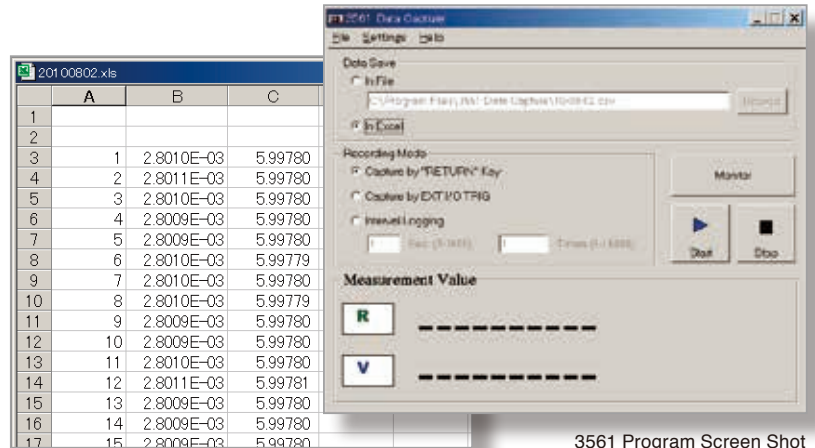 3561 Data Capture
File Settings Help
Data Save
In File
Browse
In Excel
Recording Mode
Capture by "RETURN" Key
Capture by EXT I/O TRIG
Interval Logging
1
1
Monitor
Start
Stop
Measurement Value
R
V
20100802.xls
A B C
1
2
3 1 2.8010E-03 5.99780
4 2 2.8011E-03 5.99780
5 3 2.8010E-03 5.99780
6 4 2.8009E-03 5.99780
7 5 2.8009E-03 5.99780
8 6 2.8010E-03 5.99779
9 7 2.8010E-03 5.99780
10 8 2.8010E-03 5.99779
11 9 2.8009E-03 5.99780
12 10 2.8009E-03 5.99780
13 11 2.8010E-03 5.99780
14 12 2.8011E-03 5.99781
15 13 2.8009E-03 5.99780
16 14 2.8009E-03 5.99780
17 15 2.8009E-03 5.99780
3561 Program Screen Shot